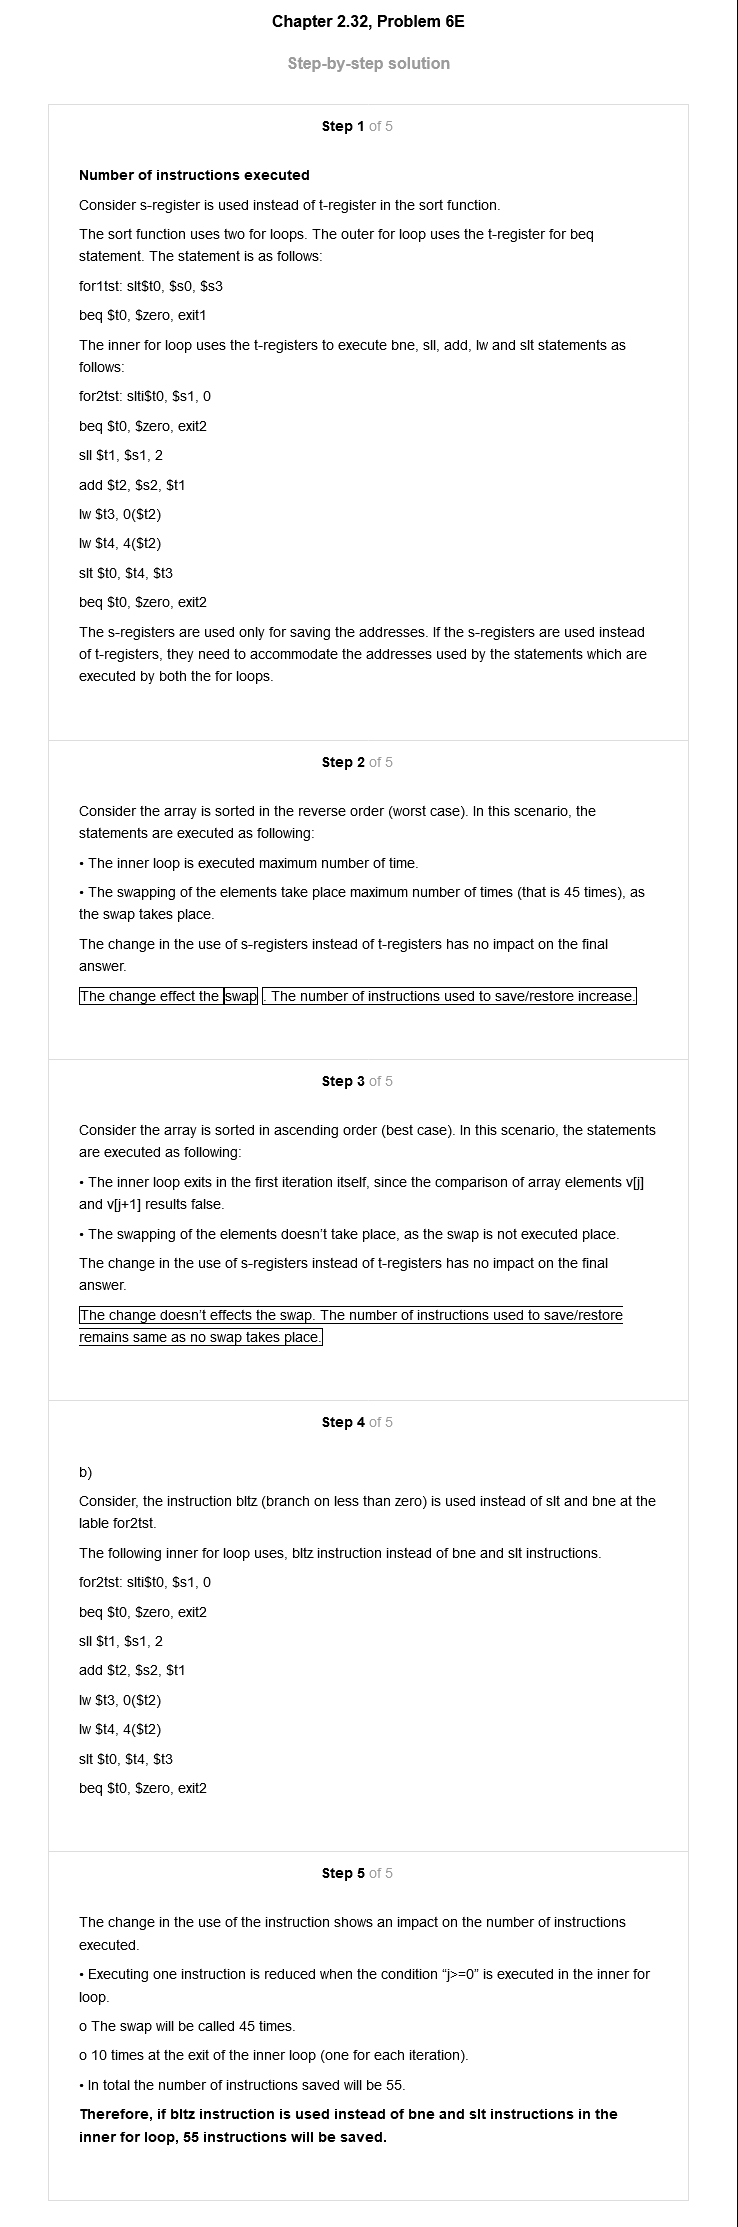 Chapter 2.32, Problem 6E
Step-by-step solution
Step 1 of 5
Number of instructions executed
Consider s-register is used instead of t-register in the sort function.
The sort function uses two for loops. The outer for loop uses the t-register for beq
statement. The statement is as follows:
for1tst: slt$t0, $s0, $s3
beq $t0, $zero, exit1
The inner for loop uses the t-registers to execute bne, sll, add, lw and slt statements as
follows:
for2tst: slti$t0, $s1, 0
beq $t0, $zero, exit2
sll $t1, $s1, 2
add $t2, $s2, $t1
lw $t3, 0($t2)
lw $t4, 4($t2)
slt $t0, $t4, $t3
beq $t0, $zero, exit2
The s-registers are used only for saving the addresses. If the s-registers are used instead
of t-registers, they need to accommodate the addresses used by the statements which are
executed by both the for loops.
Step 2 of 5
Consider the array is sorted in the reverse order (worst case). In this scenario, the
statements are executed as following:
• The inner loop is executed maximum number of time.
• The swapping of the elements take place maximum number of times (that is 45 times), as
the swap takes place.
The change in the use of s-registers instead of t-registers has no impact on the final
answer.
The change effect the swap . The number of instructions used to save/restore increase.
Step 3 of 5
Consider the array is sorted in ascending order (best case). In this scenario, the statements
are executed as following:
• The inner loop exits in the first iteration itself, since the comparison of array elements v[j]
and v[j+1] results false.
• The swapping of the elements doesn't take place, as the swap is not executed place.
The change in the use of s-registers instead of t-registers has no impact on the final
answer.
The change doesn't effects the swap. The number of instructions used to save/restore
remains same as no swap takes place.
Step 4 of 5
b)
Consider, the instruction bltz (branch on less than zero) is used instead of slt and bne at the
lable for2tst.
The following inner for loop uses, bltz instruction instead of bne and slt instructions.
for2tst: slti$t0, $s1, 0
beq $t0, $zero, exit2
sll $t1, $s1, 2
add $t2, $s2, $t1
lw $t3, 0($t2)
lw $t4, 4($t2)
slt $t0, $t4, $t3
beq $t0, $zero, exit2
Step 5 of 5
The change in the use of the instruction shows an impact on the number of instructions
executed.
• Executing one instruction is reduced when the condition “j>=0” is executed in the inner for
loop.
o The swap will be called 45 times.
o 10 times at the exit of the inner loop (one for each iteration).
• In total the number of instructions saved will be 55.
Therefore, if bltz instruction is used instead of bne and slt instructions in the
inner for loop, 55 instructions will be saved.